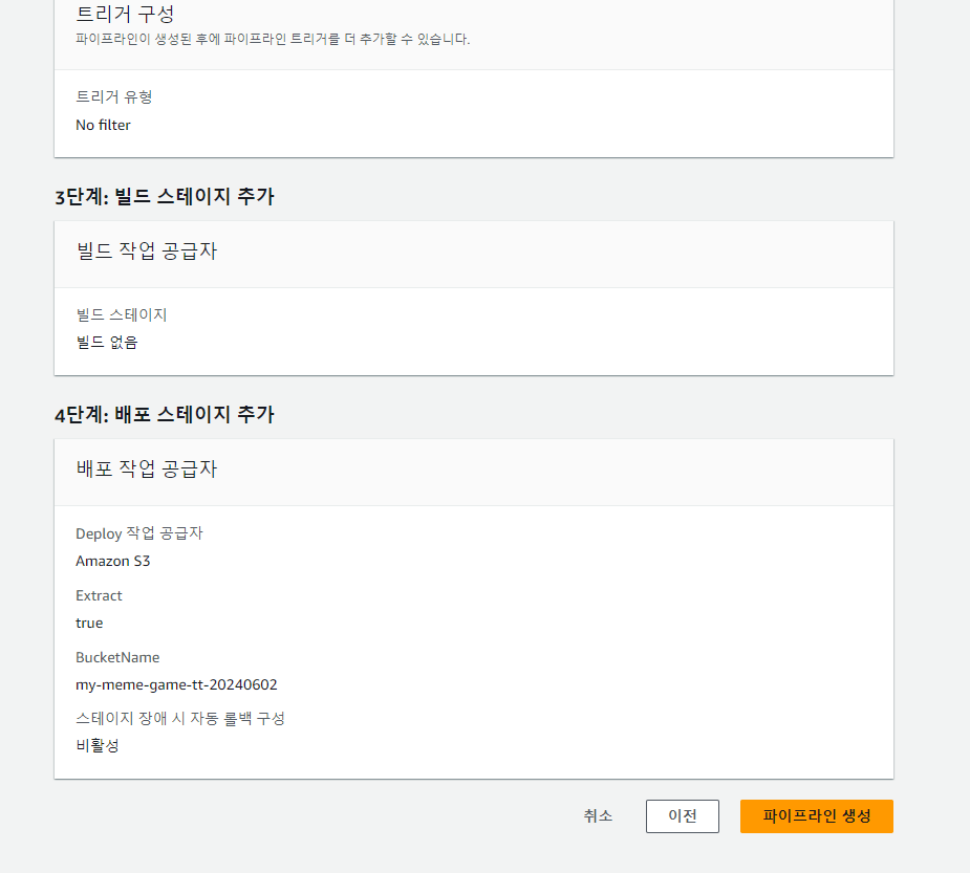 트리거 구성
파이프라인이 생성된 후에 파이프라인 트리거를 더 추가할 수 있습니다.
트리거 유형
No filter
3단계: 빌드 스테이지 추가
빌드 작업 공급자
빌드 스테이지
빌드 없음
4단계: 배포 스테이지 추가
배포 작업 공급자
Deploy 작업 공급자
Amazon S3
Extract
true
BucketName
my-meme-game-tt-20240602
스테이지 장애 시 자동 롤백 구성
비활성
취소 이전 파이프라인 생성